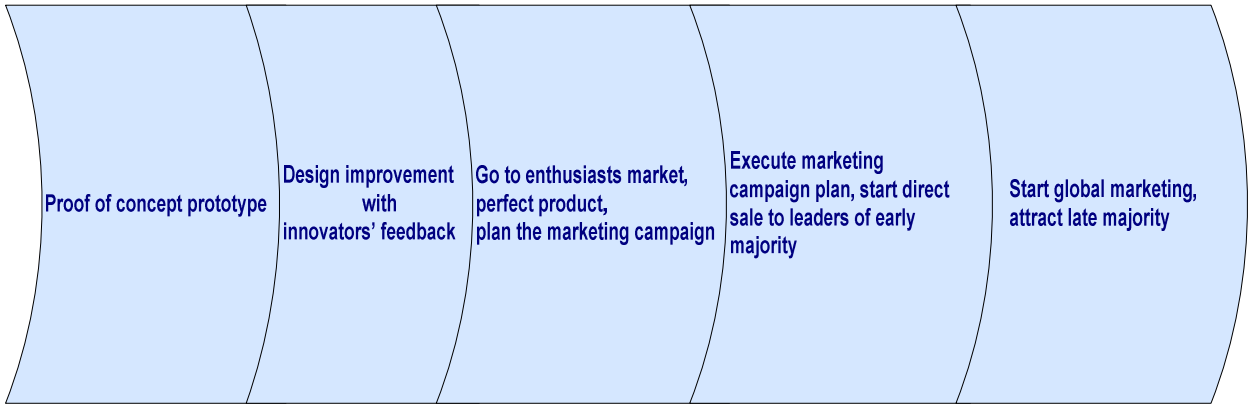 Proof of concept prototype
Design improvement
with
innovators’ feedback
Go to enthusiasts market,
perfect product,
plan the marketing campaign
Execute marketing
campaign plan, start direct
sale to leaders of early
majority
Start global marketing,
attract late majority